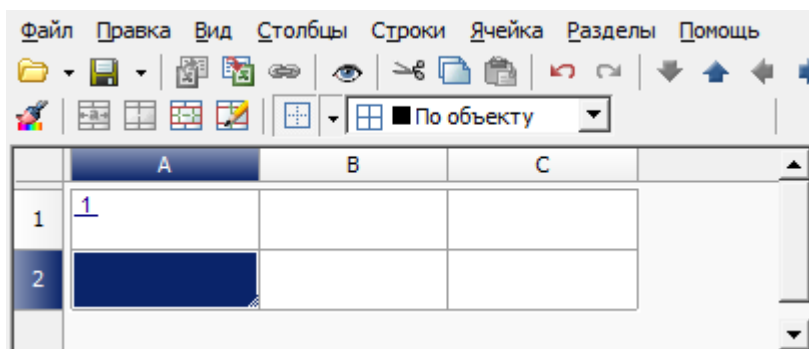 Файл Правка Вид Столбцы Строки Ячейка Разделы Помощь
По объекту
A B C
1 1
2